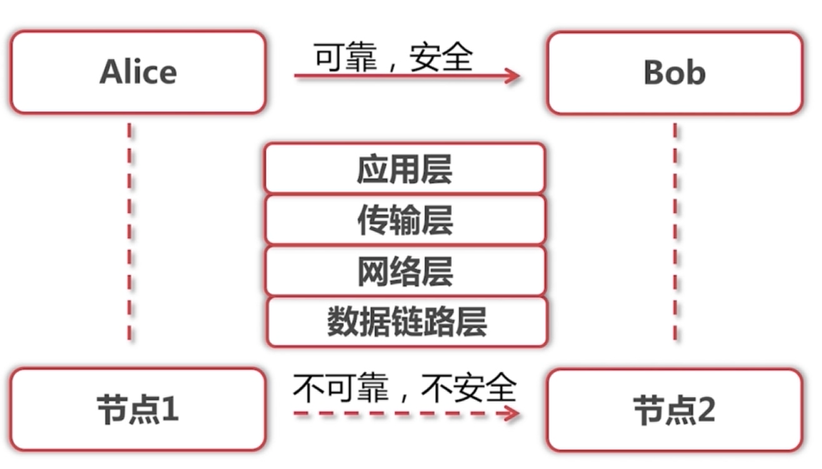 Alice
可靠，安全
Bob
应用层
传输层
网络层
数据链路层
节点1
不可靠，不安全
节点2